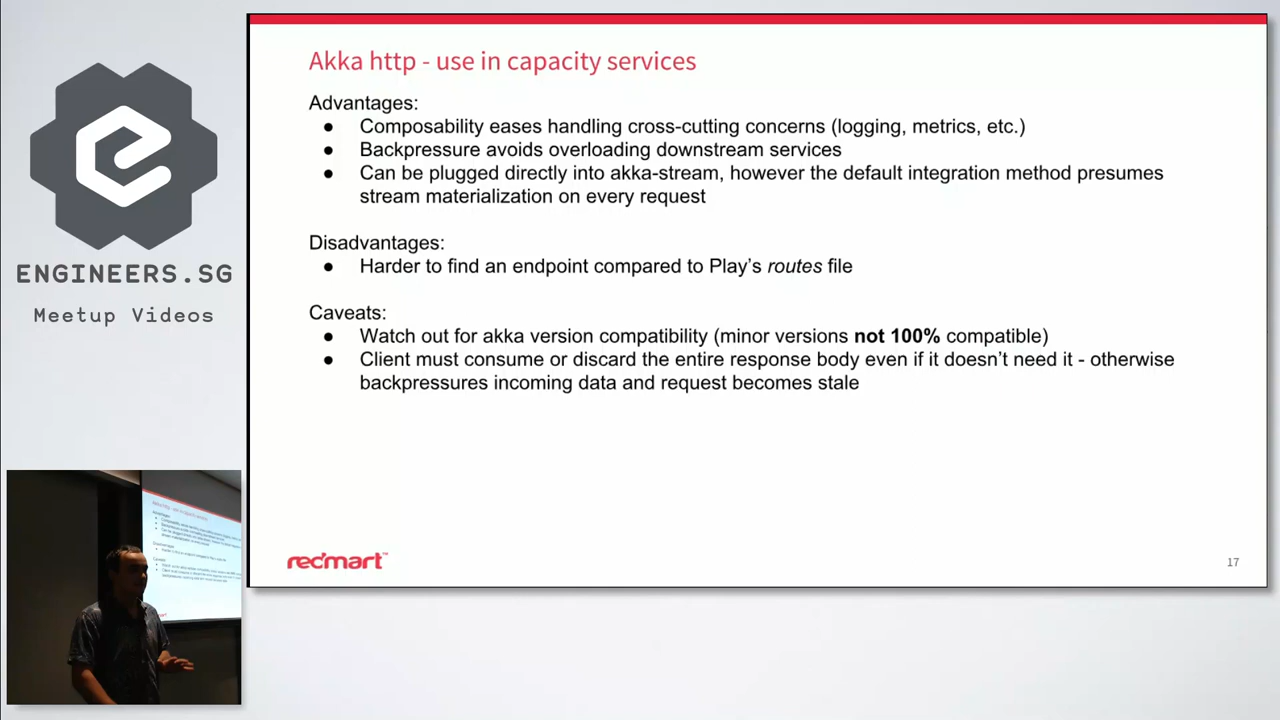 Akka http - use in capacity services
Advantages:
● Composability eases handling cross-cutting concerns (logging, metrics, etc.)
● Backpressure avoids overloading downstream services
● Can be plugged directly into akka-stream, however the default integration method presumes
stream materialization on every request
Disadvantages:
● Harder to find an endpoint compared to Play's routes file
Caveats:
● Watch out for akka version compatibility (minor versions not 100% compatible)
● Client must consume or discard the entire response body even if it doesn't need it - otherwise
backpressures incoming data and request becomes stale
redmart™
17
ENGINEERS.SG
Meetup Videos